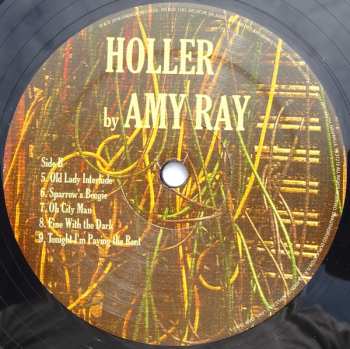 HOLLER
by AMY RAY
Side B
5. Old Lady Interlude
6. Sparrow's Boogie
7. Oh City Man
8. Fine With the Dark
9. Tonight I'm Paying the Rent